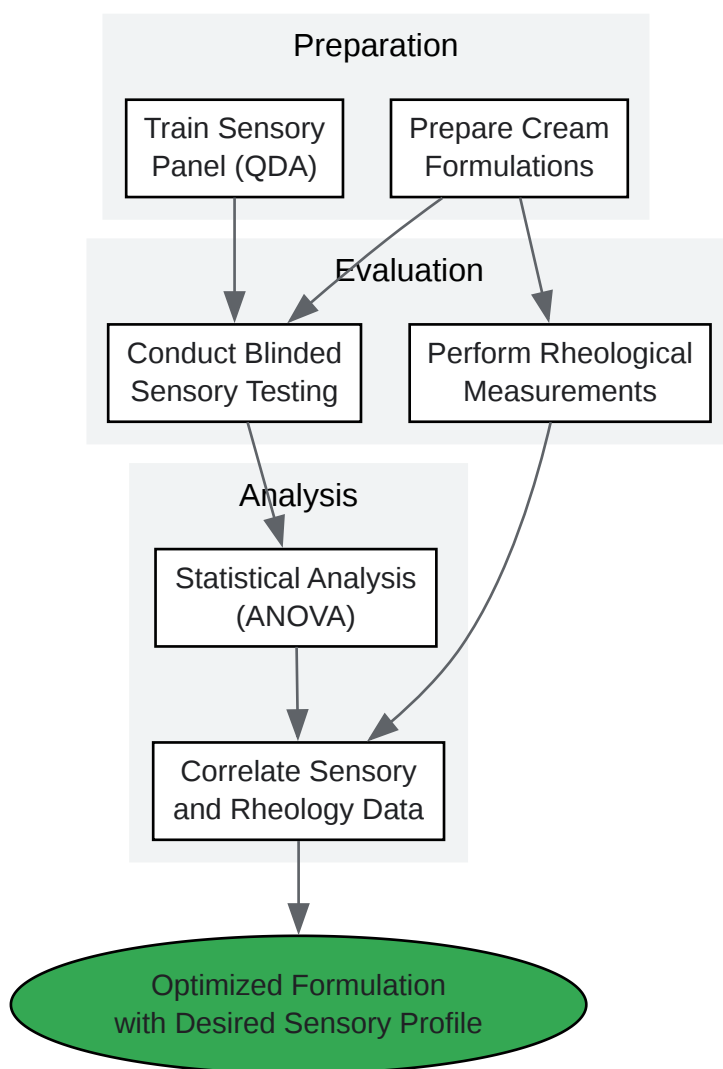 Preparation
Train Sensory
Panel (QDA)
Prepare Cream
Formulations
Evaluation
Conduct Blinded
Sensory Testing
Perform Rheological
Measurements
Analysis
Statistical Analysis
(ANOVA)
Correlate Sensory
and Rheology Data
Optimized Formulation
with Desired Sensory Profile